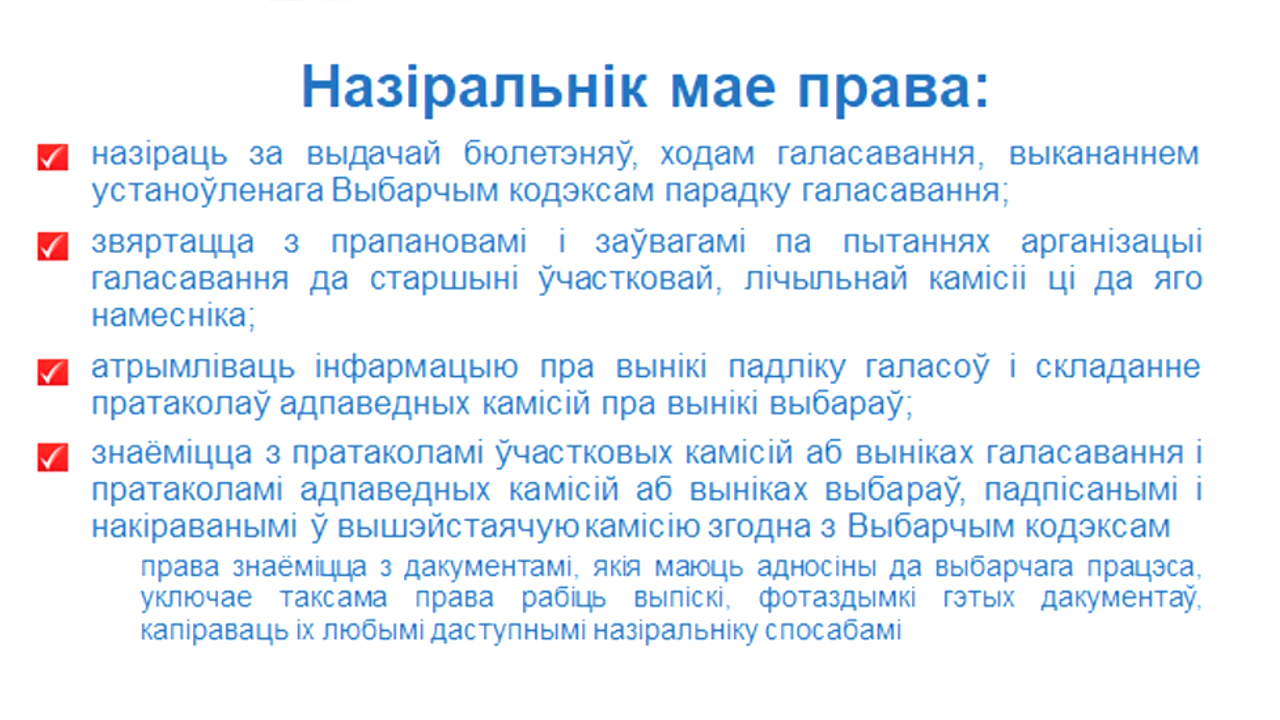 Назіральнік мае права:
назіраць за выдачай бюлетэняў, ходам галасавання, выкананнем
устаноўленага Выбарчым кодэксам парадку галасавання;
звяртацца з прапановамі і заўвагамі па пытаннях арганізацыі
галасавання да старшыні ўчастковай, лічыльнай камісіі ці да яго
намесніка;
атрымліваць інфармацыю пра вынікі падліку галасоў і складанне
пратаколаў адпаведных камісій пра вынікі выбараў;
знаёміцца з пратаколамі ўчастковых камісій аб выніках галасавання і
пратаколамі адпаведных камісій аб выніках выбараў, падпісанымі і
накіраванымі ў вышэйстаячую камісію згодна з Выбарчым кодэксам
права знаёміцца з дакументамі, якія маюць адносіны да выбарчага працэса,
уключае таксама права рабіць выпіскі, фотаздымкі гэтых дакументаў,
капіраваць іх любымі даступнымі назіральніку спосабамі